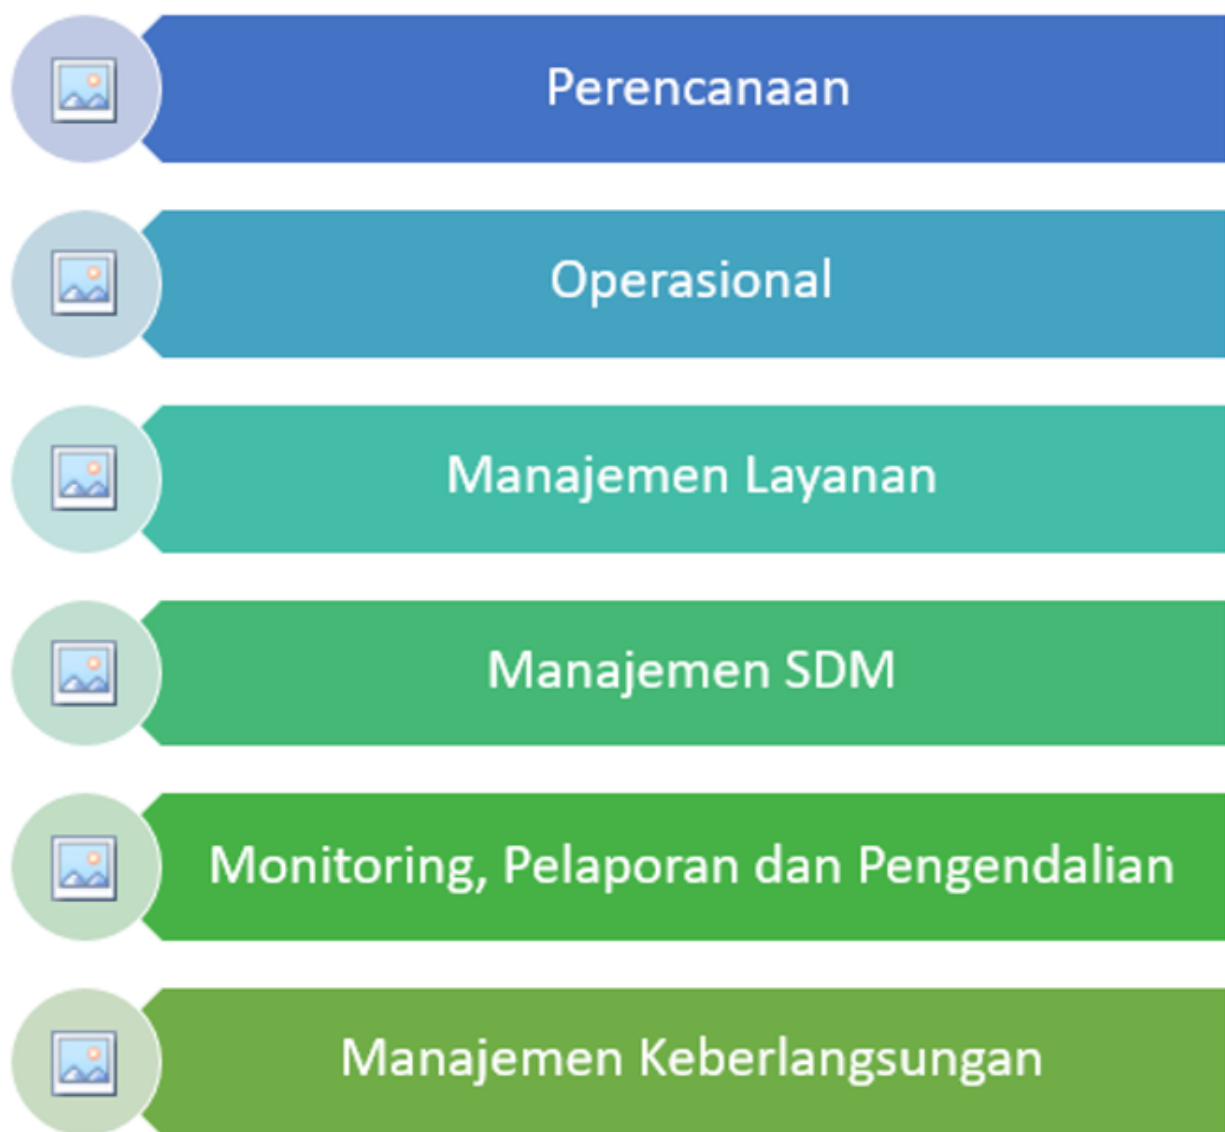 Perencanaan
Operasional
Manajemen Layanan
Manajemen SDM
Monitoring, Pelaporan dan Pengendalian
Manajemen Keberlangsungan